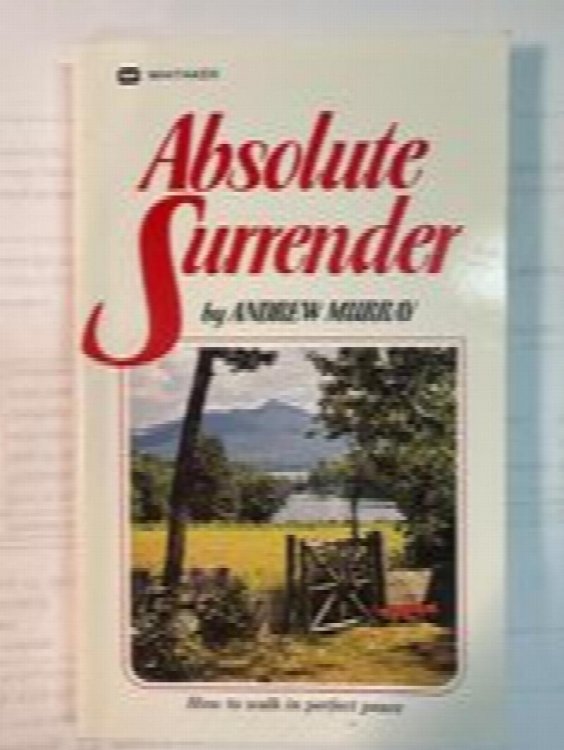 WHITAKER
Absolute
Surrender
by ANDREW MURRAY
How to walk in perfect peace